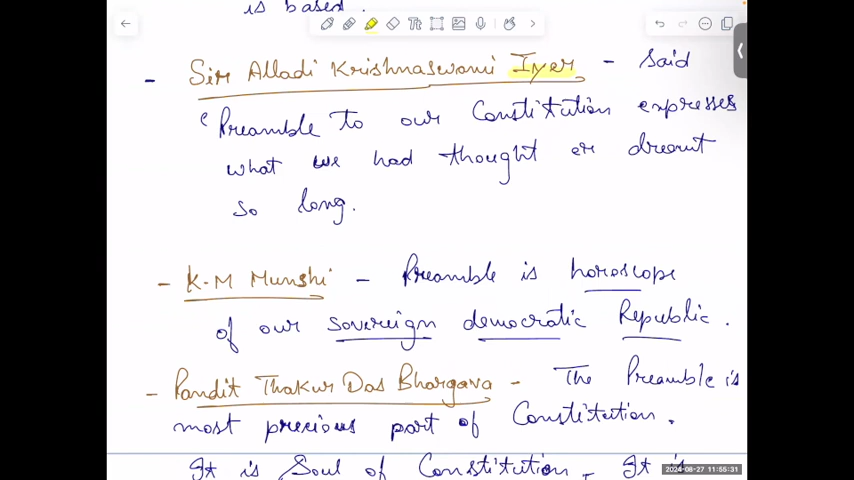 is based.
- Sir Alladi Krishnaswami Iyer - Said
"Preamble to our Constitution expresses
what we had thought or dreamt
so long.
- K.M Munshi - Preamble is horoscope
of our sovereign democratic Republic.
- Pandit Thakur Das Bhargava - The Preamble is
most precious part of Constitution.
It is Soul of Constitution. It is
2024-08-27 11:55:31